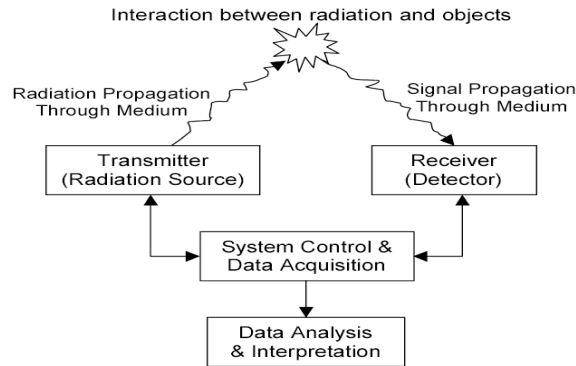 Interaction between radiation and objects
Radiation Propagation
Through Medium
Signal Propagation
Through Medium
Transmitter
(Radiation Source)
Receiver
(Detector)
System Control &
Data Acquisition
Data Analysis
& Interpretation